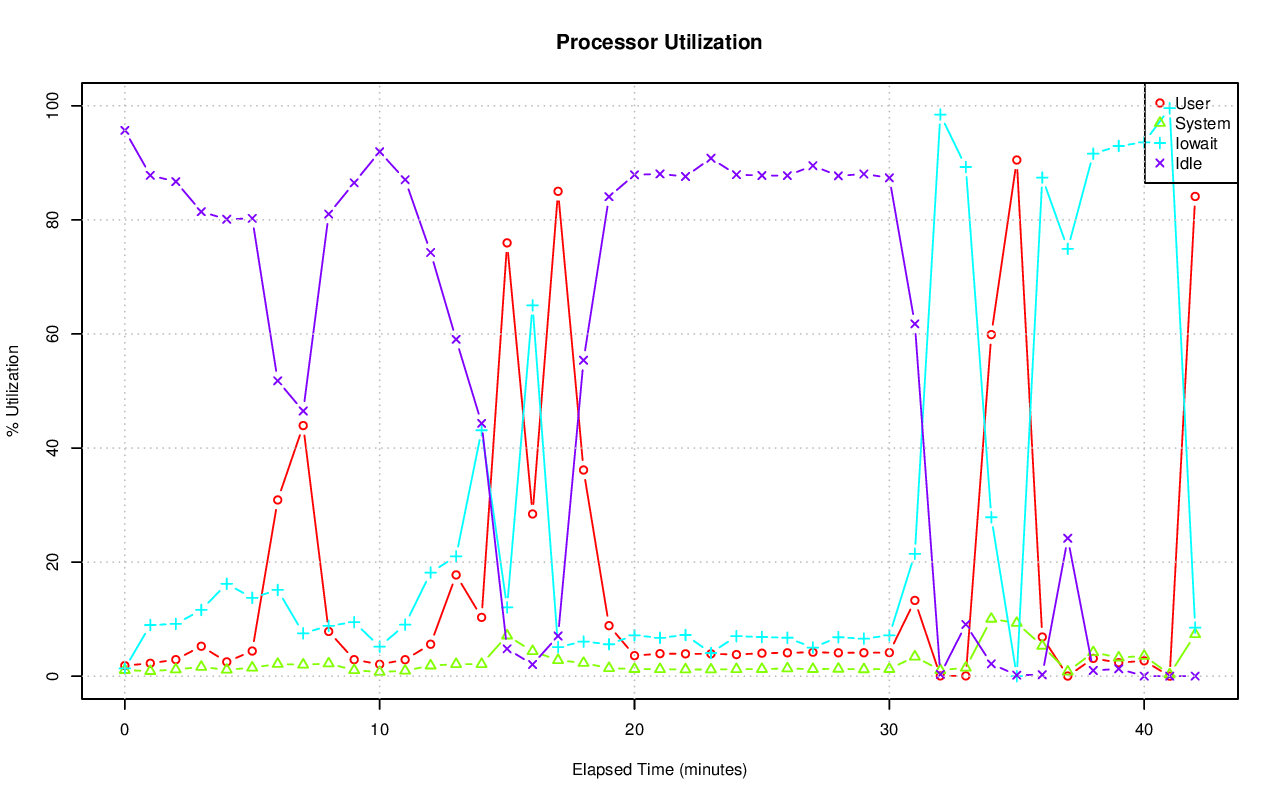 Processor Utilization
% Utilization
100
80
60
40
20
0
User
System
Iowait
Idle
0 10 20 30 40
Elapsed Time (minutes)